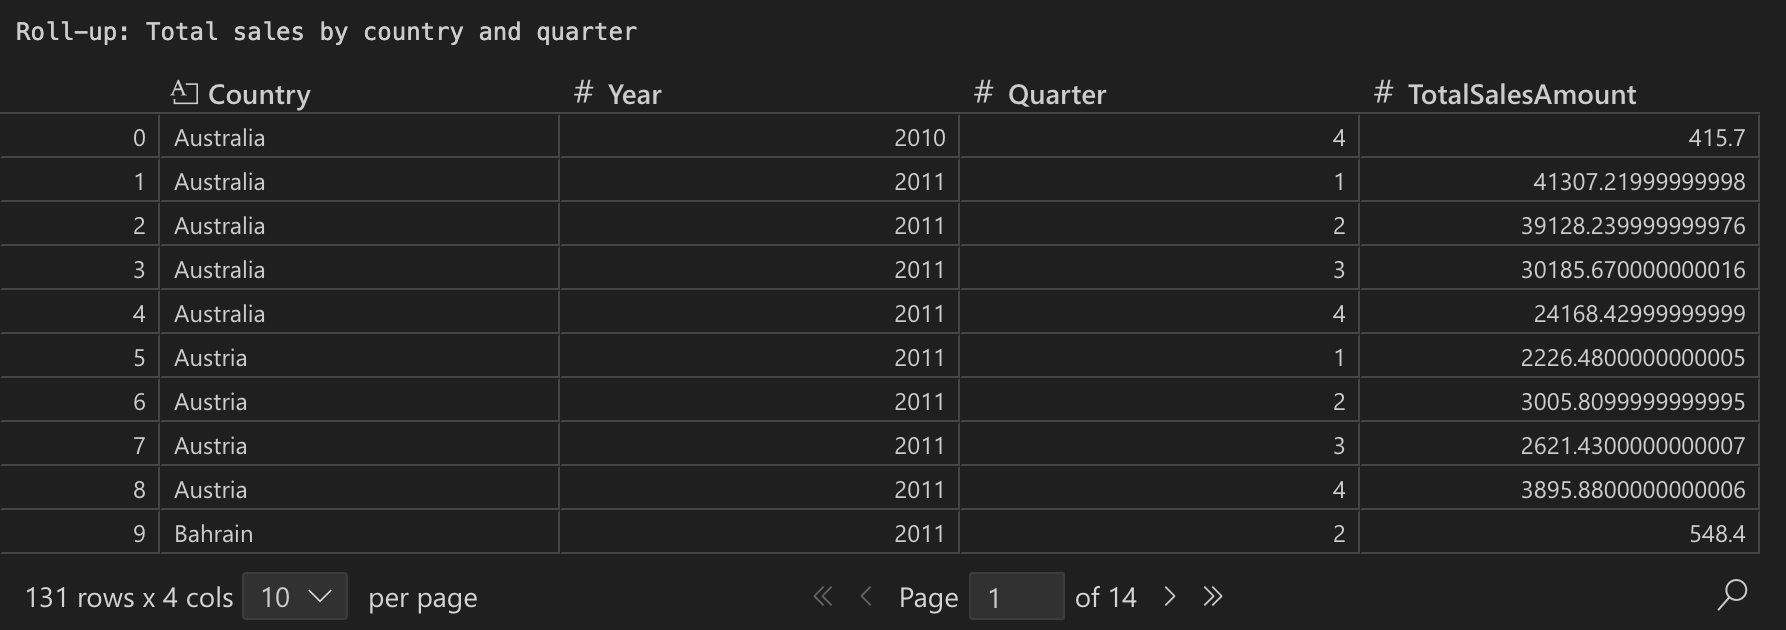 Roll-up: Total sales by country and quarter
Country # Year # Quarter # TotalSalesAmount
0 Australia 2010 4 415.7
1 Australia 2011 1 41307.21999999998
2 Australia 2011 2 39128.239999999976
3 Australia 2011 3 30185.670000000016
4 Australia 2011 4 24168.42999999999
5 Austria 2011 1 2226.4800000000005
6 Austria 2011 2 3005.8099999999995
7 Austria 2011 3 2621.4300000000007
8 Austria 2011 4 3895.8800000000006
9 Bahrain 2011 2 548.4
131 rows x 4 cols 10 per page Page 1 of 14